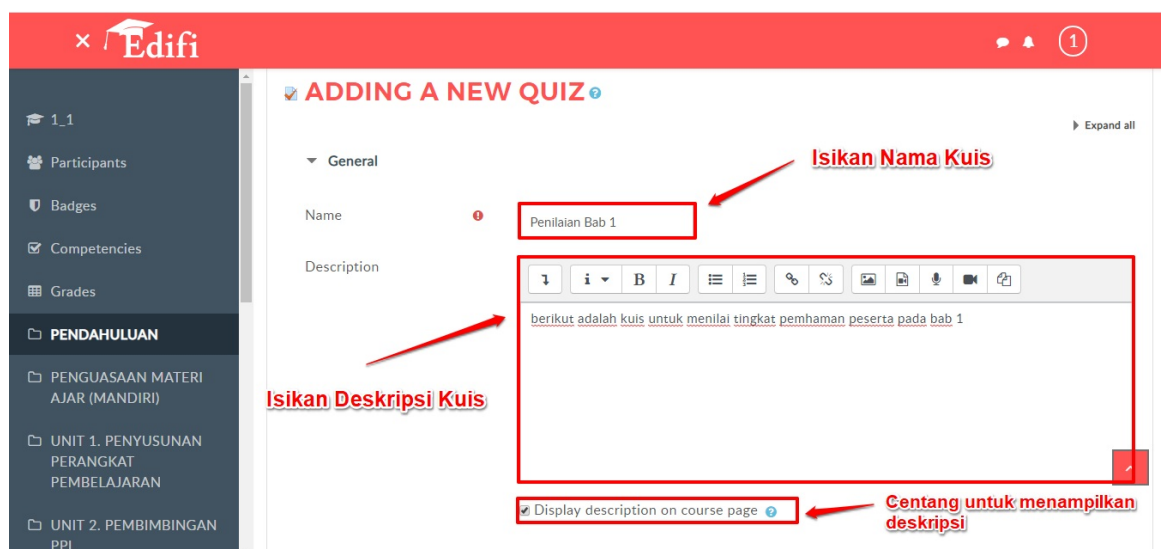 × Edifi
1
ADDING A NEW QUIZ
1_1
Expand all
Participants
General
Isikan Nama Kuis
Badges
Name
Penilaian Bab 1
Competencies
Description
i B I
Grades
berikut adalah kuis untuk menilai tingkat pemhaman peserta pada bab 1
PENDAHULUAN
PENGUASAAN MATERI
AJAR (MANDIRI)
Isikan Deskripsi Kuis
UNIT 1. PENYUSUNAN
PERANGKAT
PEMBELAJARAN
Display description on course page
Centang untuk menampilkan
deskripsi
UNIT 2. PEMBIMBINGAN
PPL